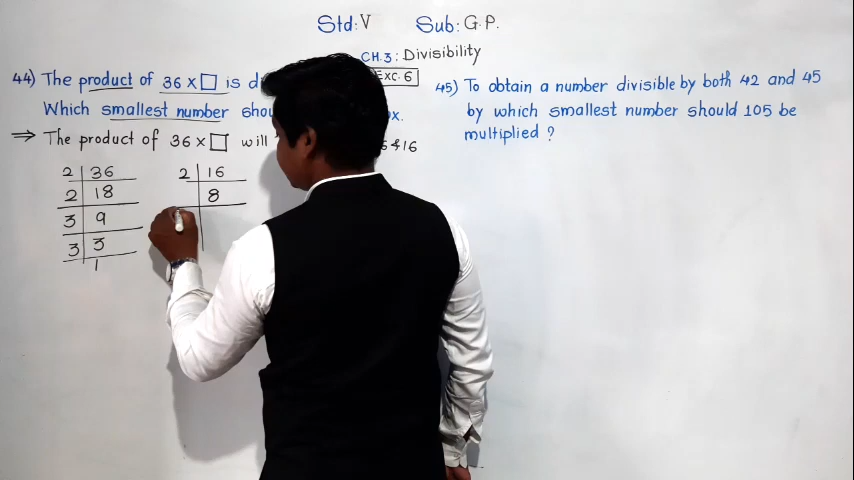 Std: V Sub: G.P.
CH.3: Divisibility
Exc. 6
44) The product of 36 × □ is
Which smallest number
⇒ The product of 36 × □ will & 16
2 36
2 18
3 9
3 3
1
2 16
8
45) To obtain a number divisible by both 42 and 45
by which smallest number should 105 be
multiplied ?